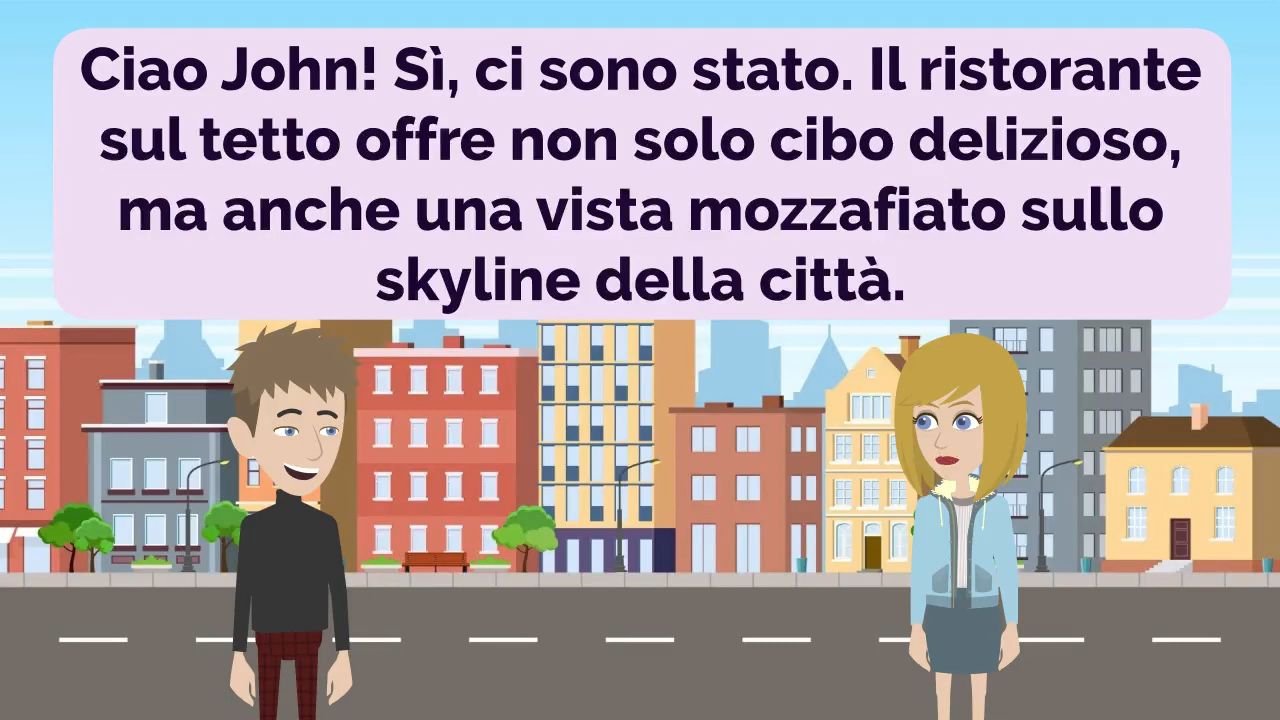 Ciao John! Sì, ci sono stato. Il ristorante
sul tetto offre non solo cibo delizioso,
ma anche una vista mozzafiato sullo
skyline della città.